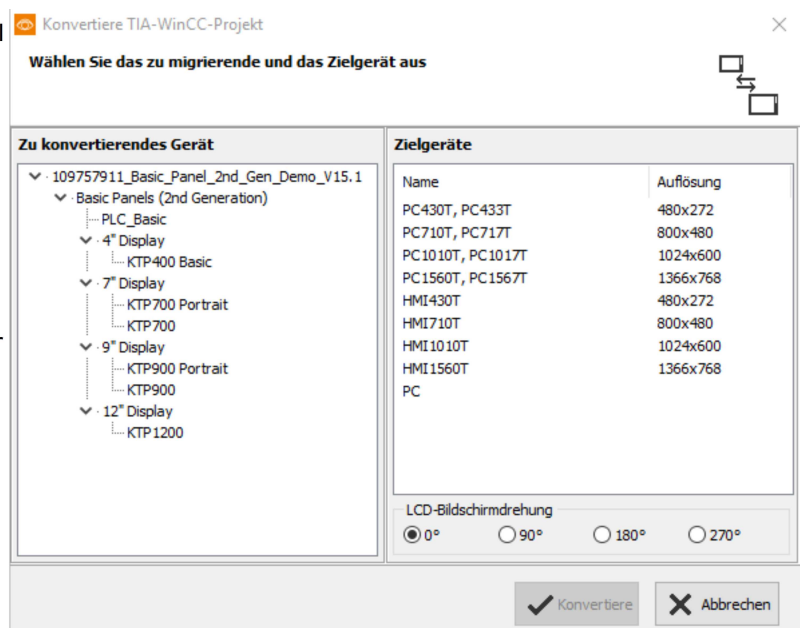 Konvertiere TIA-WinCC-Projekt
Wählen Sie das zu migrierende und das Zielgerät aus
Zu konvertierendes Gerät
109757911_Basic_Panel_2nd_Gen_Demo_V15.1
Basic Panels (2nd Generation)
PLC_Basic
4" Display
KTP400 Basic
7" Display
KTP700 Portrait
KTP700
9" Display
KTP900 Portrait
KTP900
12" Display
KTP1200
Zielgeräte
Name Auflösung
PC430T, PC433T 480x272
PC710T, PC717T 800x480
PC1010T, PC1017T 1024x600
PC1560T, PC1567T 1366x768
HMI430T 480x272
HMI710T 800x480
HMI1010T 1024x600
HMI1560T 1366x768
PC
LCD-Bildschirmdrehung
0° 90° 180° 270°
Konvertiere Abbrechen